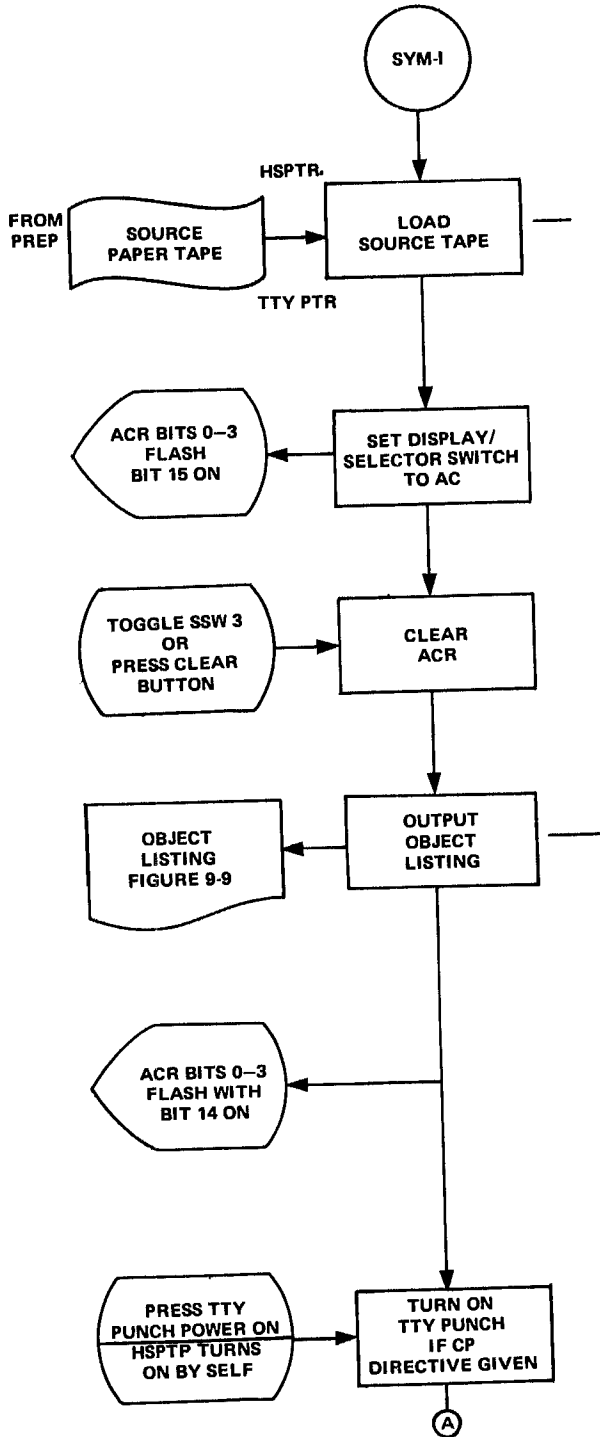 SYM-I
HSPTR.
FROM
PREP
SOURCE
PAPER TAPE
LOAD
SOURCE TAPE
TTY PTR
ACR BITS 0–3
FLASH
BIT 15 ON
SET DISPLAY/
SELECTOR SWITCH
TO AC
TOGGLE SSW 3
OR
PRESS CLEAR
BUTTON
CLEAR
ACR
OBJECT
LISTING
FIGURE 9-9
OUTPUT
OBJECT
LISTING
ACR BITS 0–3
FLASH WITH
BIT 14 ON
PRESS TTY
PUNCH POWER ON
HSPTP TURNS
ON BY SELF
TURN ON
TTY PUNCH
IF CP
DIRECTIVE GIVEN
A